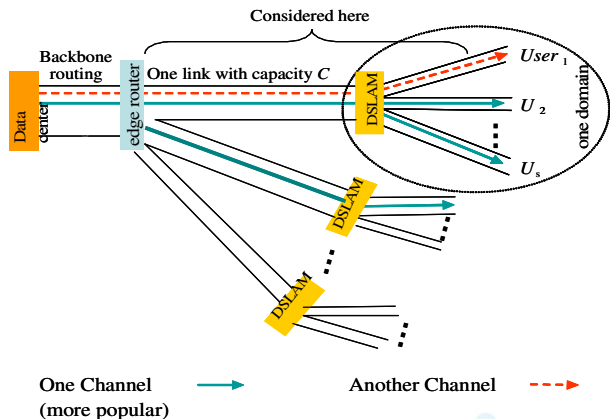 Considered here
Backbone
routing
One link with capacity C
Data
center
edge router
DSLAM
User 1
U 2
U s
one domain
DSLAM
DSLAM
One Channel
(more popular)
Another Channel